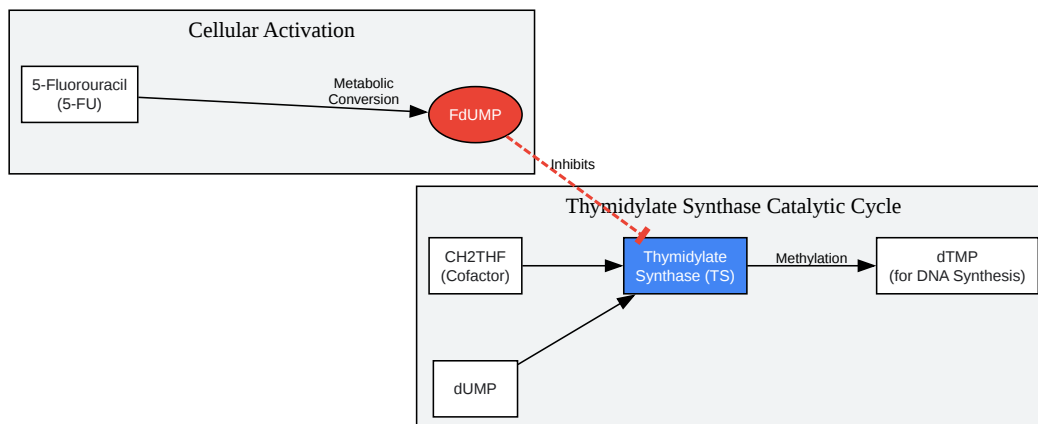 Cellular Activation
5-Fluorouracil
(5-FU)
Metabolic
Conversion
FdUMP
Inhibits
Thymidylate Synthase Catalytic Cycle
CH2THF
(Cofactor)
Thymidylate
Synthase (TS)
Methylation
dTMP
(for DNA Synthesis)
dUMP